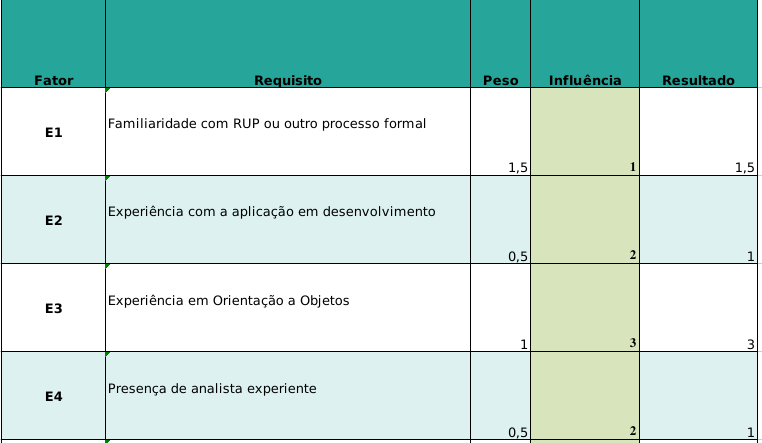 Fator Requisito Peso Influência Resultado
E1 Familiaridade com RUP ou outro processo formal 1,5 1 1,5
E2 Experiência com a aplicação em desenvolvimento 0,5 2 1
E3 Experiência em Orientação a Objetos 1 3 3
E4 Presença de analista experiente 0,5 2 1